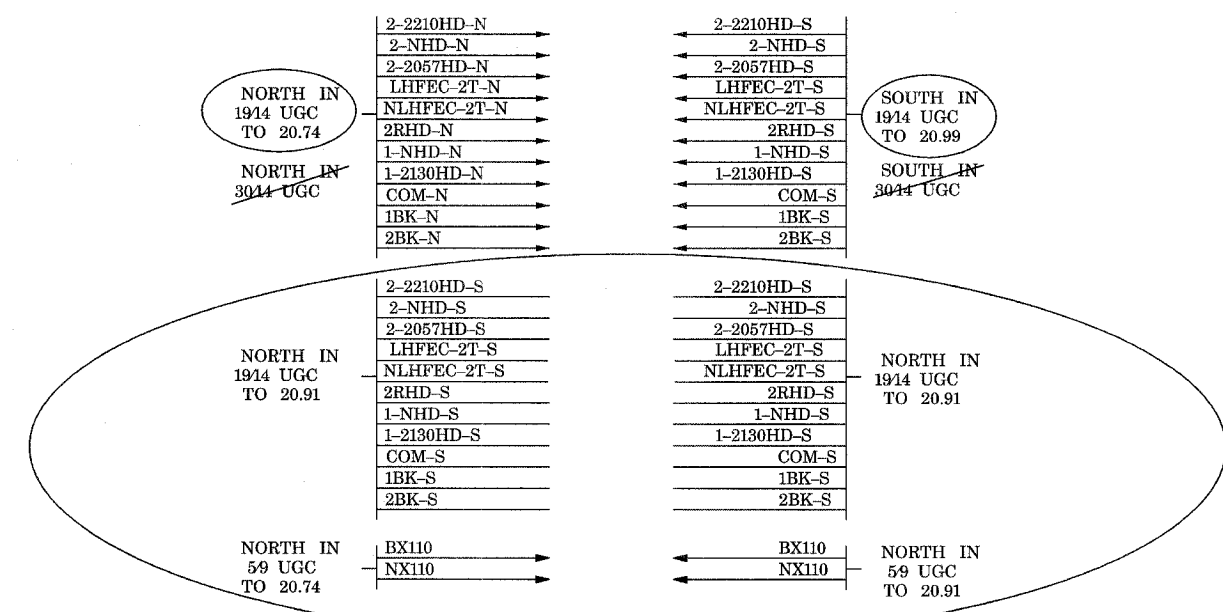 2-2210HD-N
2-NHD-N
2-2057HD-N
LHFEC-2T-N
NLHFEC-2T-N
2RHD-N
1-NHD-N
1-2130HD-N
COM-N
1BK-N
2BK-N
NORTH IN
19/14 UGC
TO 20.74
NORTH IN
30/14 UGC
2-2210HD-S
2-NHD-S
2-2057HD-S
LHFEC-2T-S
NLHFEC-2T-S
2RHD-S
1-NHD-S
1-2130HD-S
COM-S
1BK-S
2BK-S
SOUTH IN
19/14 UGC
TO 20.99
SOUTH IN
30/14 UGC
2-2210HD-S
2-NHD-S
2-2057HD-S
LHFEC-2T-S
NLHFEC-2T-S
2RHD-S
1-NHD-S
1-2130HD-S
COM-S
1BK-S
2BK-S
NORTH IN
19/14 UGC
TO 20.91
2-2210HD-S
2-NHD-S
2-2057HD-S
LHFEC-2T-S
NLHFEC-2T-S
2RHD-S
1-NHD-S
1-2130HD-S
COM-S
1BK-S
2BK-S
NORTH IN
19/14 UGC
TO 20.91
NORTH IN
5/9 UGC
TO 20.74
BX110
NX110
BX110
NX110
NORTH IN
5/9 UGC
TO 20.91